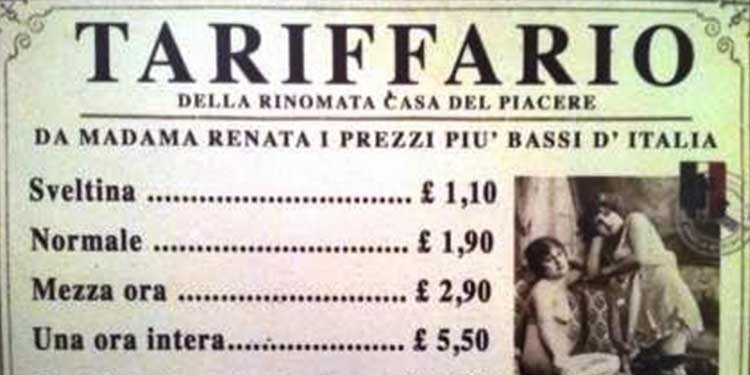 TARIFFARIO
DELLA RINOMATA CASA DEL PIACERE
DA MADAMA RENATA I PREZZI PIU' BASSI D' ITALIA
Sveltina .............................. £ 1,10
Normale ............................. £ 1,90
Mezza ora .......................... £ 2,90
Una ora intera.................... £ 5,50